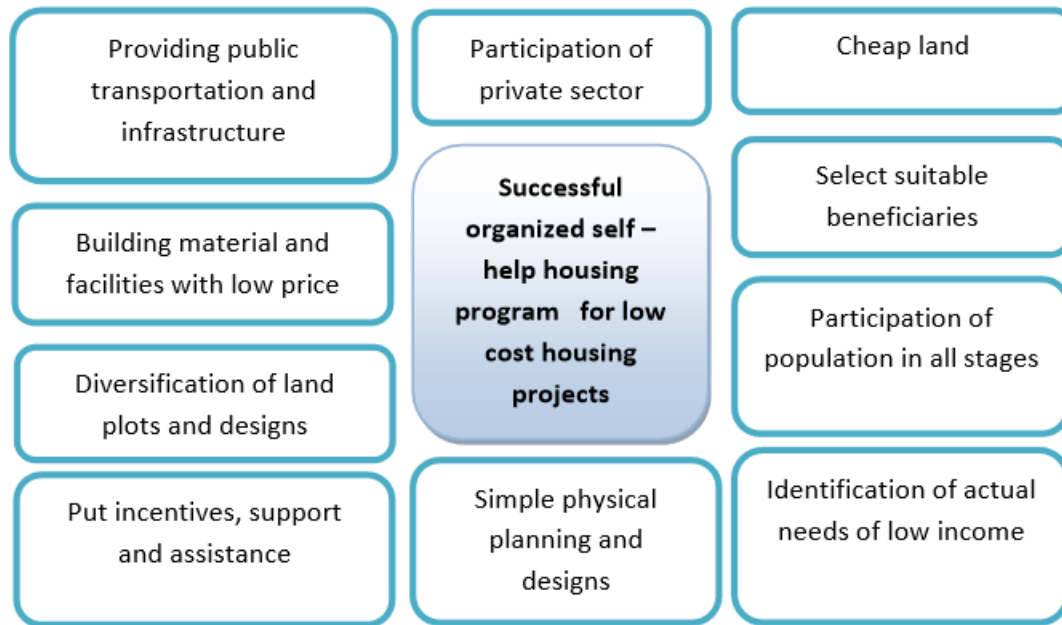 Providing public
transportation and
infrastructure
Participation of
private sector
Cheap land
Successful
organized self –
help housing
program for low
cost housing
projects
Select suitable
beneficiaries
Building material and
facilities with low price
Participation of
population in all stages
Diversification of land
plots and designs
Put incentives, support
and assistance
Simple physical
planning and
designs
Identification of actual
needs of low income